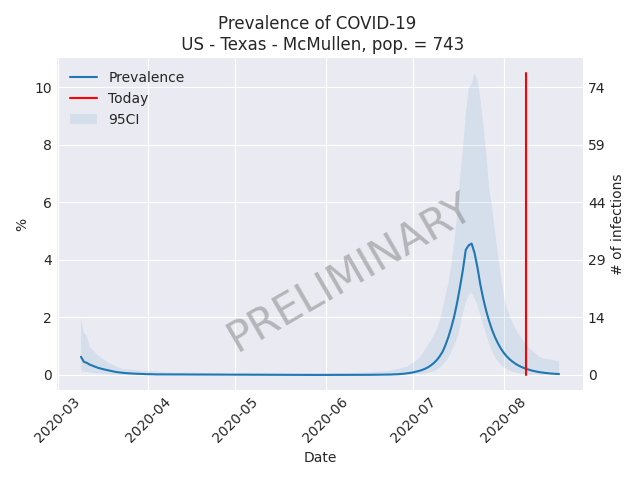 Prevalence of COVID-19
US - Texas - McMullen, pop. = 743
Prevalence
Today
95CI
10
8
6
4
2
0
%
74
59
44
29
14
0
# of infections
PRELIMINARY
2020-03
2020-04
2020-05
2020-06
2020-07
2020-08
Date